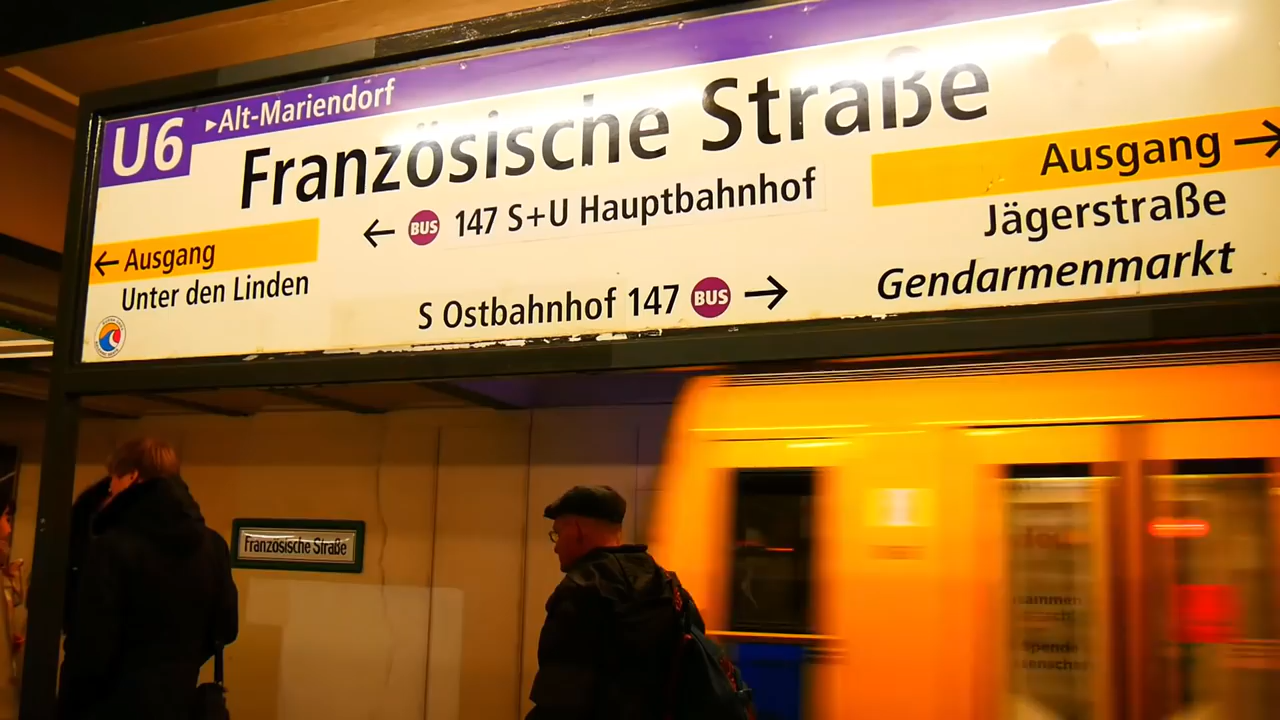 U6 ▸Alt-Mariendorf
Französische Straße
← Ausgang
Unter den Linden
← BUS 147 S+U Hauptbahnhof
S Ostbahnhof 147 BUS →
Ausgang →
Jägerstraße
Gendarmenmarkt
Französische Straße